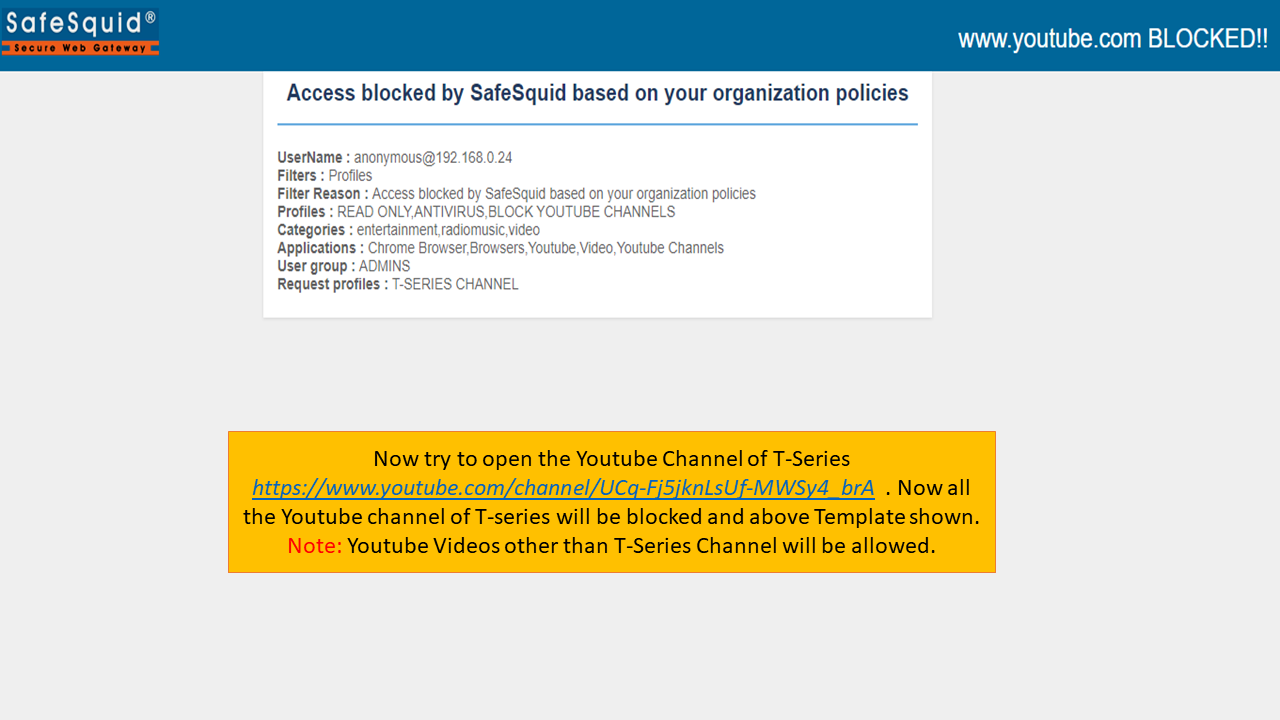 SafeSquid®
Secure Web Gateway
www.youtube.com BLOCKED!!
Access blocked by SafeSquid based on your organization policies
UserName : anonymous@192.168.0.24
Filters : Profiles
Filter Reason : Access blocked by SafeSquid based on your organization policies
Profiles : READ ONLY,ANTIVIRUS,BLOCK YOUTUBE CHANNELS
Categories : entertainment,radiomusic,video
Applications : Chrome Browser,Browsers,Youtube,Video,Youtube Channels
User group : ADMINS
Request profiles : T-SERIES CHANNEL
Now try to open the Youtube Channel of T-Series
https://www.youtube.com/channel/UCq-Fj5jknLsUf-MWSy4_brA . Now all
the Youtube channel of T-series will be blocked and above Template shown.
Note: Youtube Videos other than T-Series Channel will be allowed.